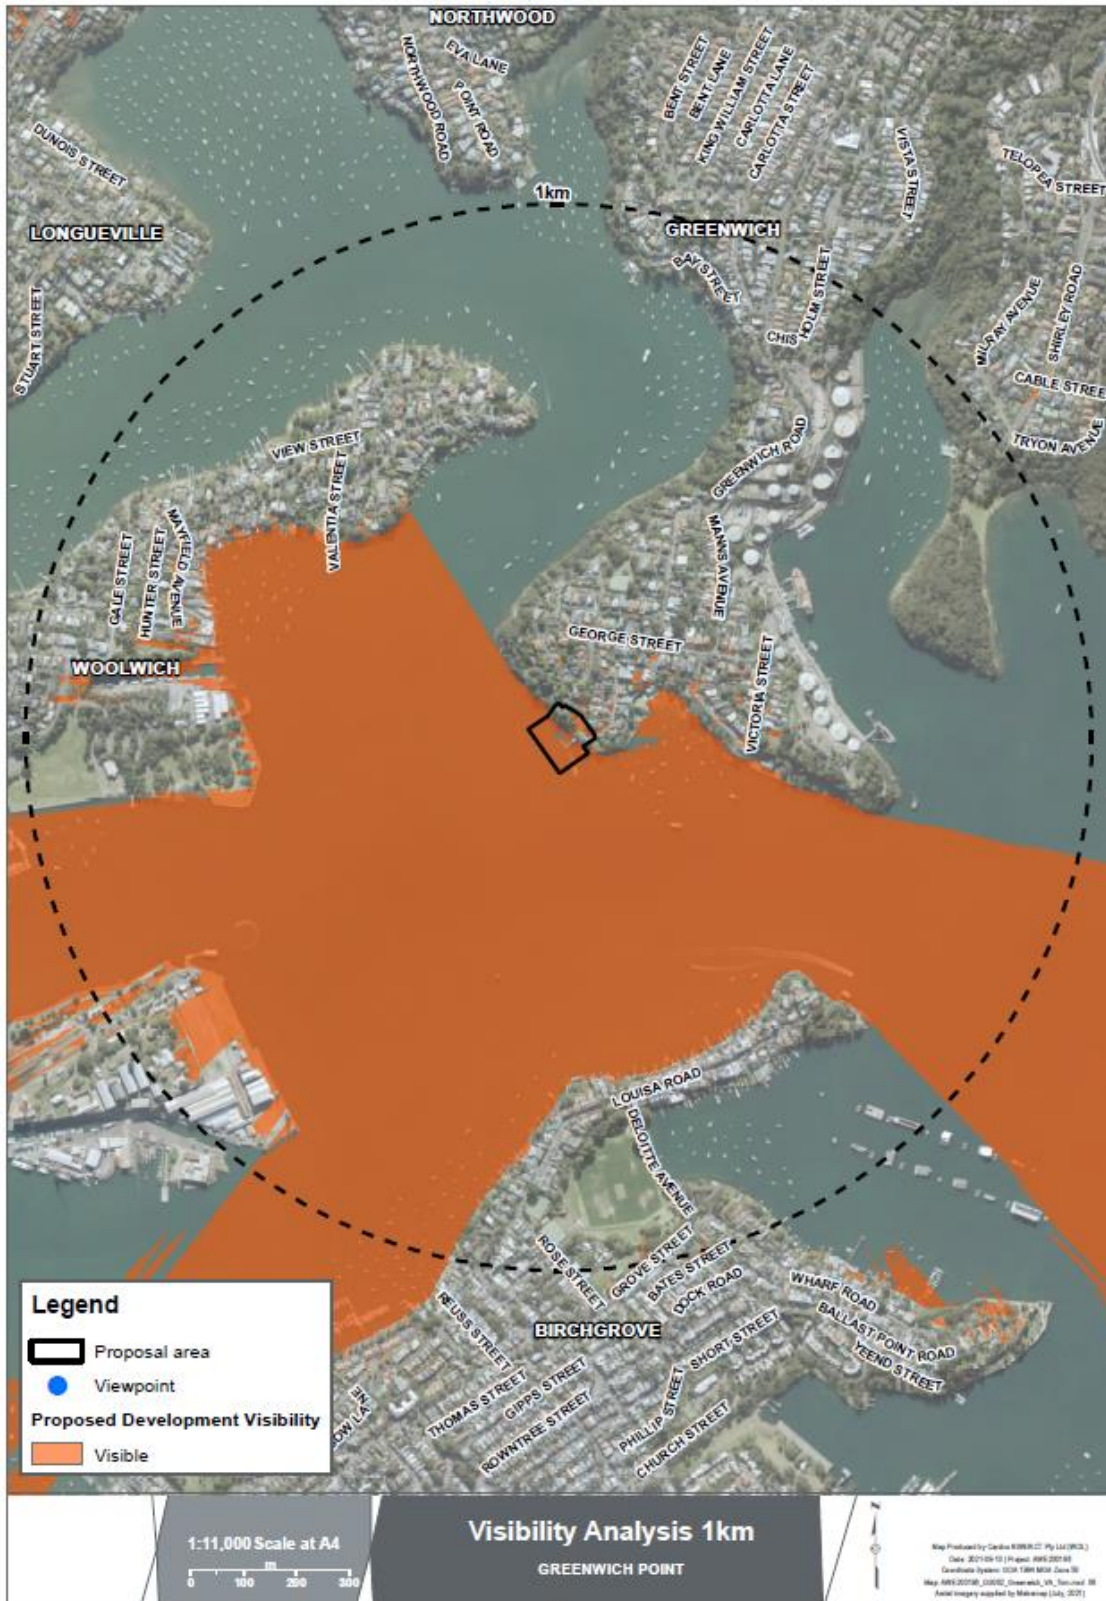 NORTHWOOD
EVA LANE
NORTHWOOD ROAD
POINT ROAD
BENT STREET
BENT LANE
KING WILLIAM STREET
CARLOTTA LANE
CARLOTTA STREET
VISTA STREET
TELOPEA STREET
DUNOIS STREET
1km
LONGUEVILLE
GREENWICH
BAY STREET
CHISHOLM STREET
STUART STREET
MILRAY AVENUE
SHIRLEY ROAD
CABLE STREE
TRYON AVENUE
VIEW STREET
VALENTIA STREET
GREENWICH ROAD
MANNS AVENUE
GALE STREET
HUNTER STREET
MAYFIELD AVENUE
GEORGE STREET
VICTORIA STREET
WOOLWICH
LOUISA ROAD
DELOITTE AVENUE
ROSE STREET
GROVE STREET
BATES STREET
DOCK ROAD
WHARF ROAD
BALLAST POINT ROAD
YEEND STREET
REUSS STREET
BIRCHGROVE
SHORT STREET
THOMAS STREET
GIPPS STREET
ROWNTREE STREET
PHILLIP STREET
CHURCH STREET
Legend
Proposal area
Viewpoint
Proposed Development Visibility
Visible
1:11,000 Scale at A4
m
0 100 200 300
Visibility Analysis 1km
GREENWICH POINT